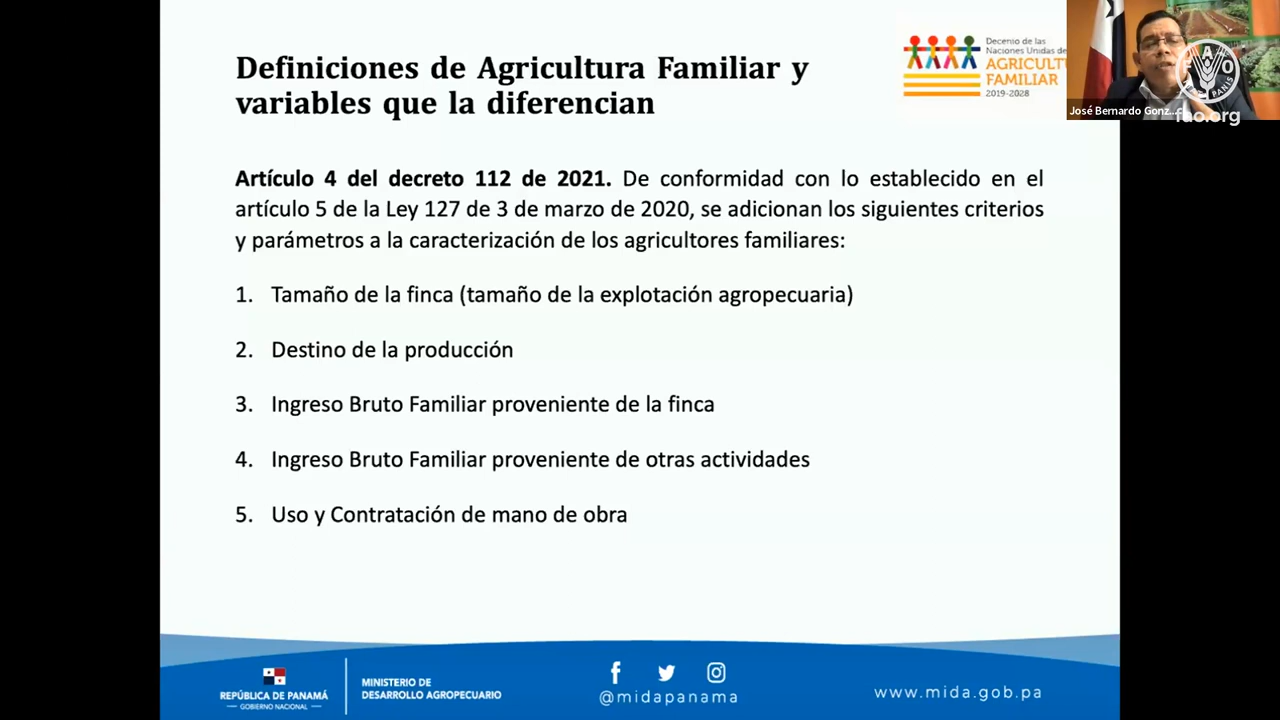 Definiciones de Agricultura Familiar y
variables que la diferencian
Decenio de las
Naciones Unidas de
FAMILIAR
2019-2028
José Bernardo Gonz...
fao.org
Artículo 4 del decreto 112 de 2021. De conformidad con lo establecido en el
artículo 5 de la Ley 127 de 3 de marzo de 2020, se adicionan los siguientes criterios
y parámetros a la caracterización de los agricultores familiares:
1. Tamaño de la finca (tamaño de la explotación agropecuaria)
2. Destino de la producción
3. Ingreso Bruto Familiar proveniente de la finca
4. Ingreso Bruto Familiar proveniente de otras actividades
5. Uso y Contratación de mano de obra
REPÚBLICA DE PANAMÁ
— GOBIERNO NACIONAL —
MINISTERIO DE
DESARROLLO AGROPECUARIO
@midapanama
www.mida.gob.pa